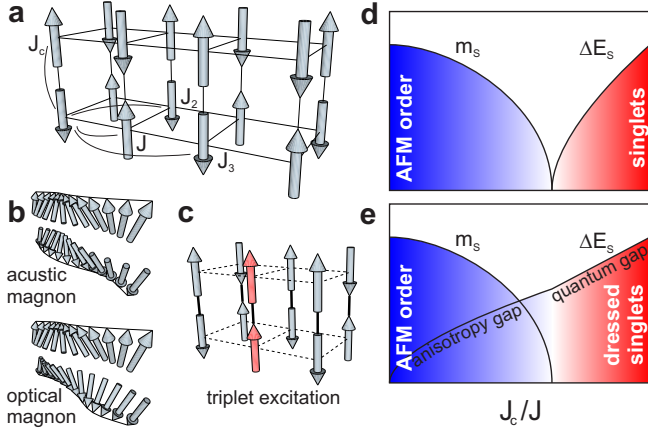 a
J_c
J_2
J
J_3
b
acustic
magnon
optical
magnon
c
triplet excitation
d
m_s
ΔE_s
AFM order
singlets
e
m_s
ΔE_s
AFM order
anisotropy gap
quantum gap
dressed
singlets
J_c/J